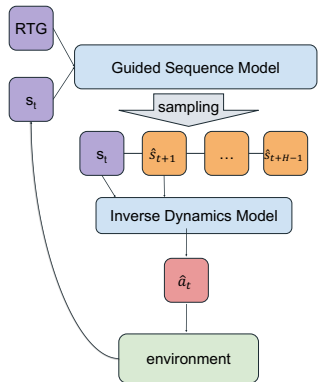 RTG
Guided Sequence Model
s_t
sampling
s_t ŝ_{t+1} ... ŝ_{t+H-1}
Inverse Dynamics Model
â_t
environment